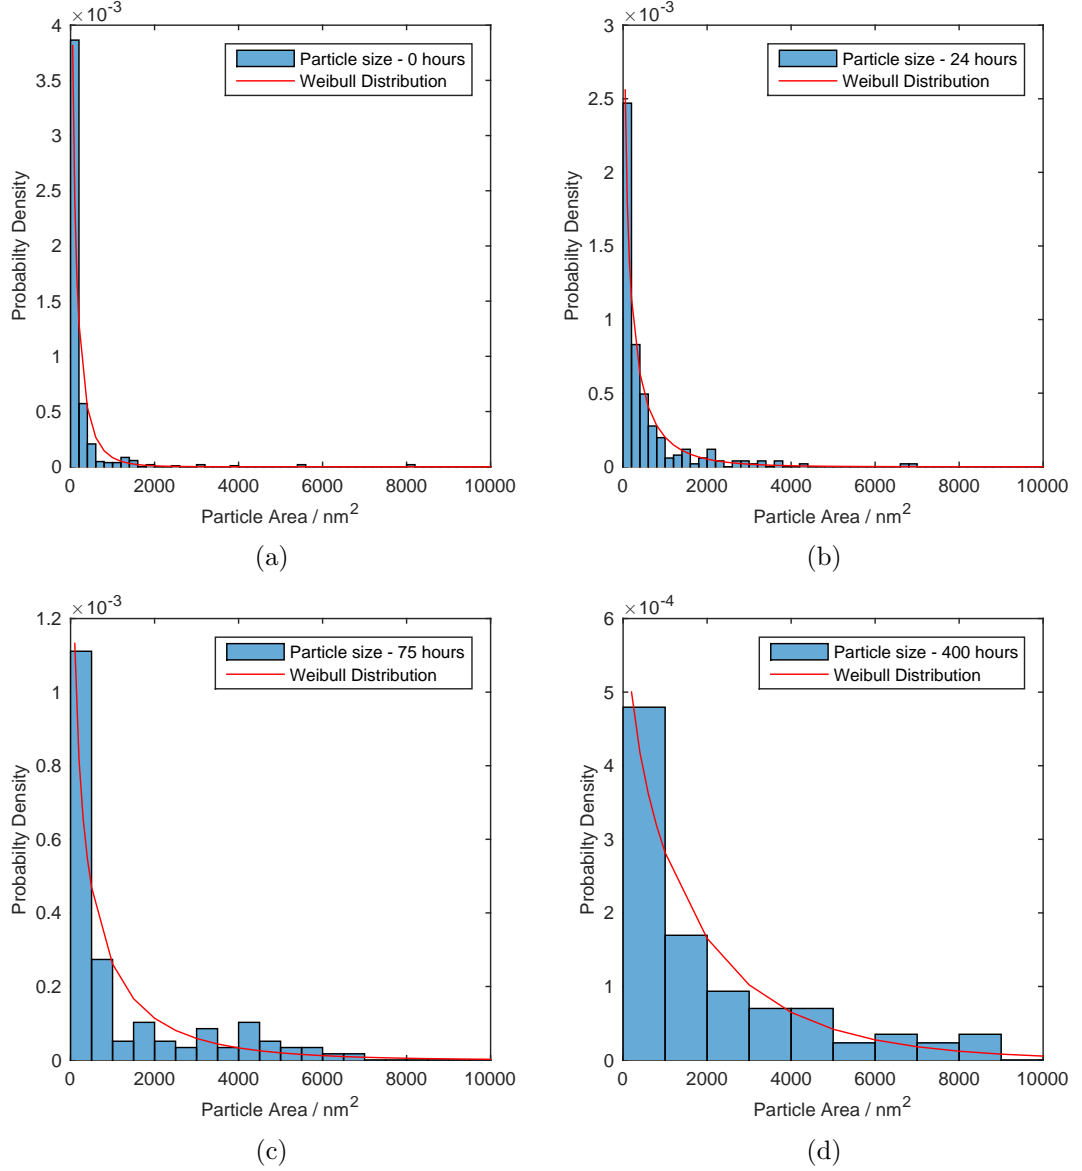 ×10-3
4
3.5
3
2.5
2
1.5
1
0.5
0
0 2000 4000 6000 8000 10000
Probabilty Density
Particle Area / nm2
Particle size - 0 hours
Weibull Distribution
(a)
×10-3
3
2.5
2
1.5
1
0.5
0
0 2000 4000 6000 8000 10000
Probabilty Density
Particle Area / nm2
Particle size - 24 hours
Weibull Distribution
(b)
×10-3
1.2
1
0.8
0.6
0.4
0.2
0
0 2000 4000 6000 8000 10000
Probabilty Density
Particle Area / nm2
Particle size - 75 hours
Weibull Distribution
(c)
×10-4
6
5
4
3
2
1
0
0 2000 4000 6000 8000 10000
Probabilty Density
Particle Area / nm2
Particle size - 400 hours
Weibull Distribution
(d)